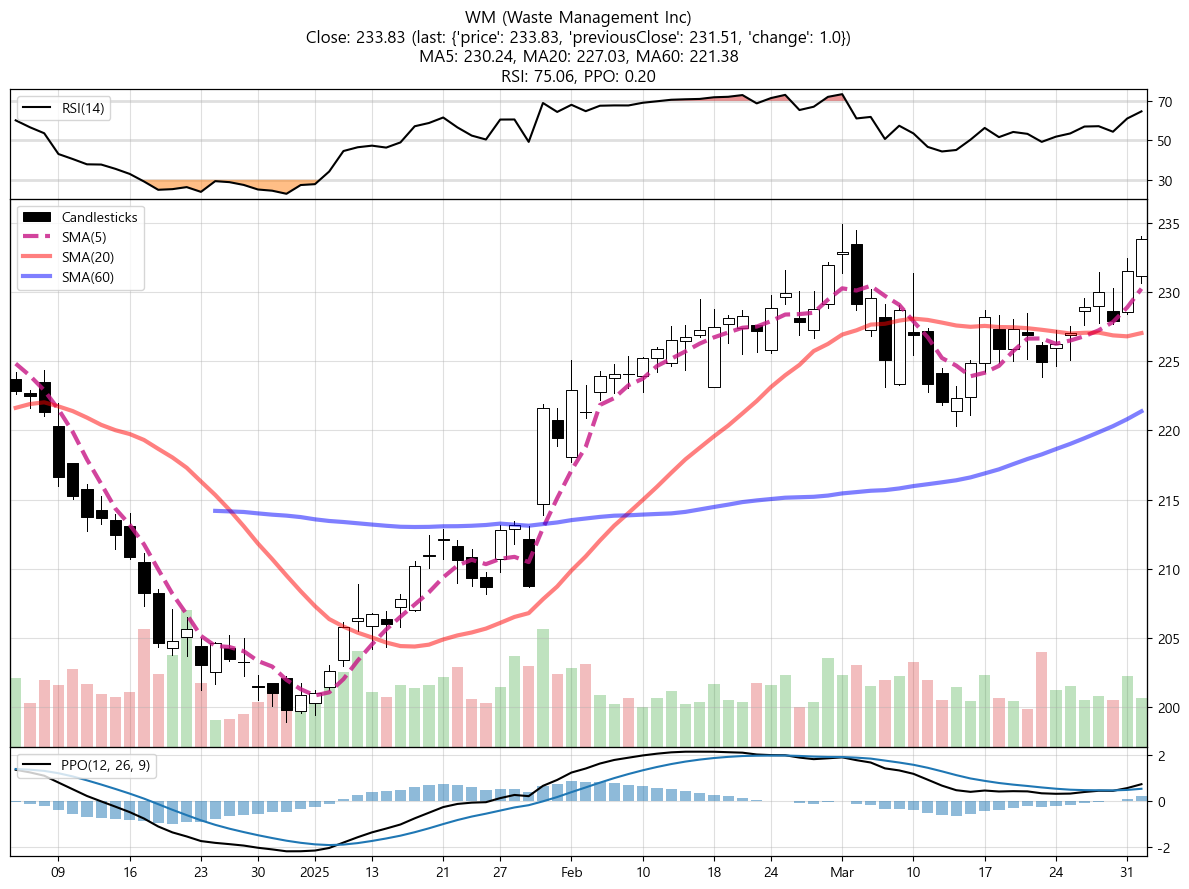 WM (Waste Management Inc)
Close: 233.83 (last: {'price': 233.83, 'previousClose': 231.51, 'change': 1.0})
MA5: 230.24, MA20: 227.03, MA60: 221.38
RSI: 75.06, PPO: 0.20
RSI(14)
70
50
30
Candlesticks
SMA(5)
SMA(20)
SMA(60)
235
230
225
220
215
210
205
200
PPO(12, 26, 9)
2
0
-2
09 16 23 30 2025 13 21 27 Feb 10 18 24 Mar 10 17 24 31